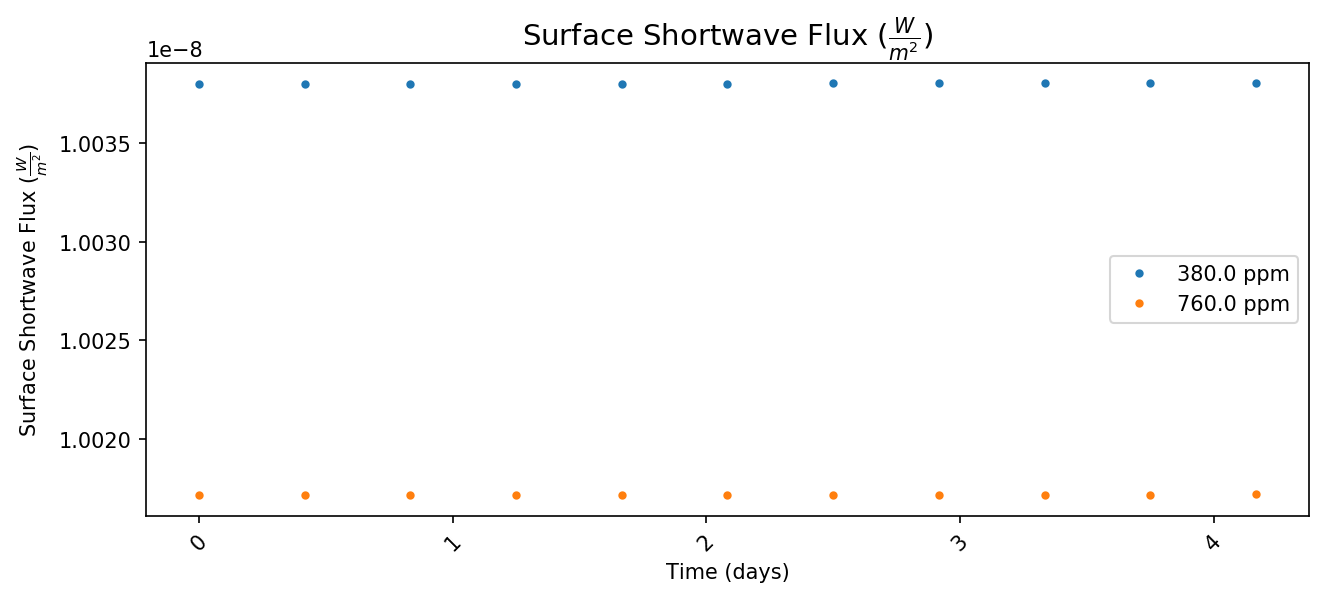 Surface Shortwave Flux (W/m²)
1e−8
Surface Shortwave Flux (W/m²)
1.0035
1.0030
1.0025
1.0020
380.0 ppm
760.0 ppm
0 1 2 3 4
Time (days)